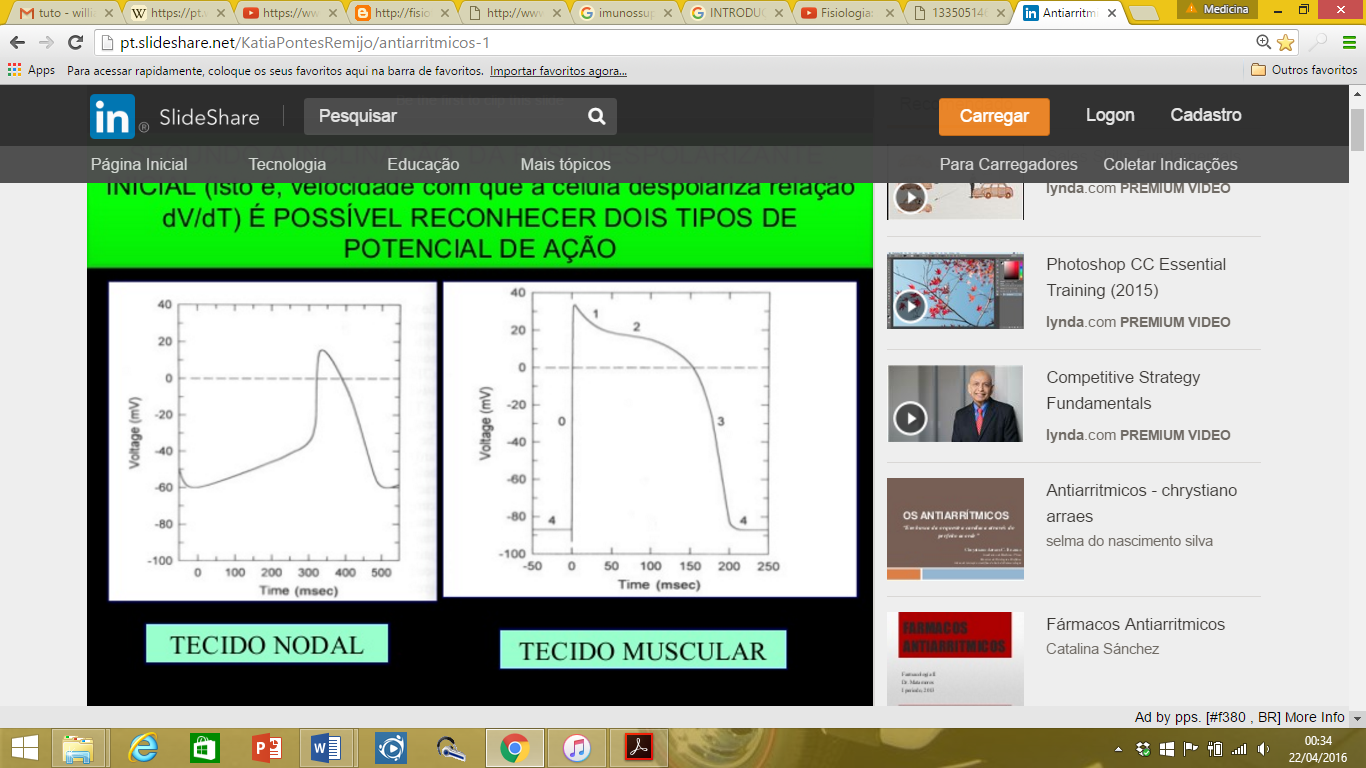 tuto - willi
https://pt.
https://ww
http://fisio
http://www
imunossup
INTRODU
Fisiologia:
133505146
Antiarritm
Medicina
pt.slideshare.net/KatiaPontesRemijo/antiarritmicos-1
Apps Para acessar rapidamente, coloque os seus favoritos aqui na barra de favoritos. Importar favoritos agora... Outros favoritos
in SlideShare Pesquisar Carregar Logon Cadastro
Página Inicial Tecnologia Educação Mais tópicos Para Carregadores Coletar Indicações
INICIAL (Isto é, velocidade com que a célula despolariza relação
dV/dT) É POSSÍVEL RECONHECER DOIS TIPOS DE
POTENCIAL DE AÇÃO
40
20
0
-20
-40
-60
-80
-100
Voltage (mV)
0 100 200 300 400 500
Time (msec)
TECIDO NODAL
40
20
0
-20
-40
-60
-80
-100
Voltage (mV)
1
2
0
3
4
4
-50 0 50 100 150 200 250
Time (msec)
TECIDO MUSCULAR
lynda.com PREMIUM VIDEO
Photoshop CC Essential
Training (2015)
lynda.com PREMIUM VIDEO
Competitive Strategy
Fundamentals
lynda.com PREMIUM VIDEO
OS ANTIARRÍTMICOS
Antiarritmicos - chrystiano
arraes
selma do nascimento silva
FARMACOS
ANTIARRITMICOS
Fármacos Antiarritmicos
Catalina Sánchez
Ad by pps. [#f380 , BR] More Info
00:34
22/04/2016